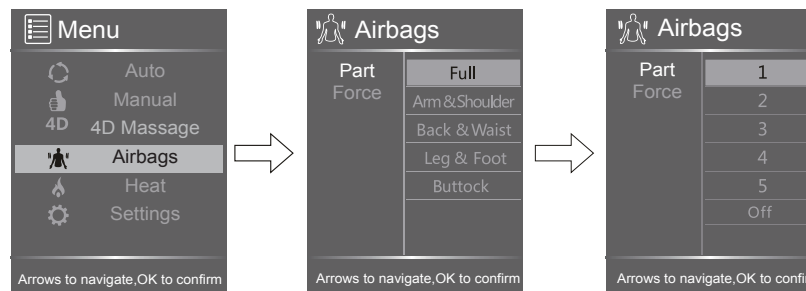 Menu
Auto
Manual
4D 4D Massage
Airbags
Heat
Settings
Arrows to navigate,OK to confirm
Airbags
Part Full
Force Arm & Shoulder
Back & Waist
Leg & Foot
Buttock
Arrows to navigate,OK to confirm
Airbags
Part 1
Force 2
3
4
5
Off
Arrows to navigate,OK to confir